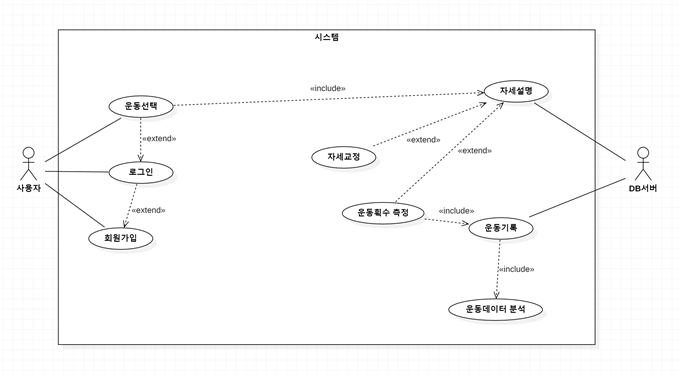 시스템
운동선택
«include»
자세설명
«extend»
«extend»
자세교정
«extend»
사용자
로그인
DB서버
«extend»
운동횟수 측정
«include»
회원가입
운동기록
«include»
운동데이터 분석